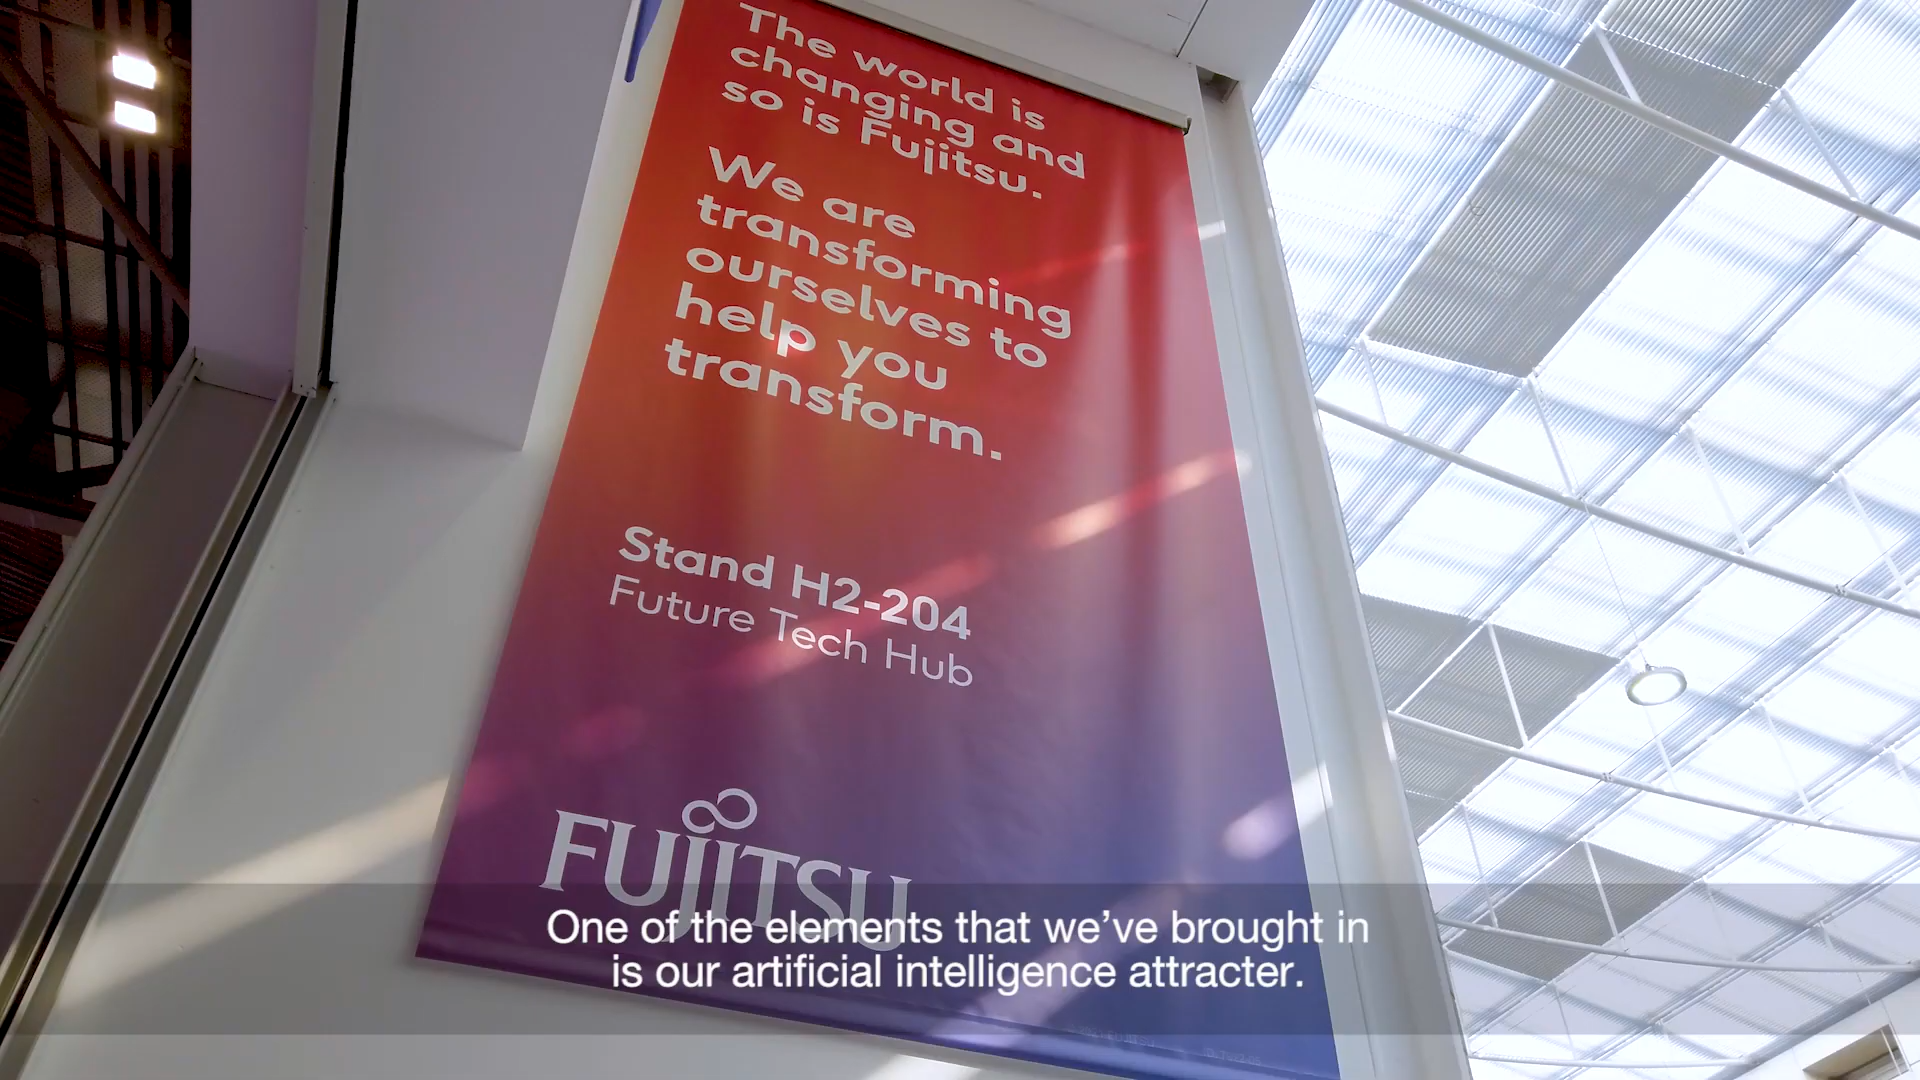 The world is
changing and
so is Fujitsu.
We are
transforming
ourselves to
help you
transform.
Stand H2-204
Future Tech Hub
FUJITSU
One of the elements that we’ve brought in
is our artificial intelligence attracter.